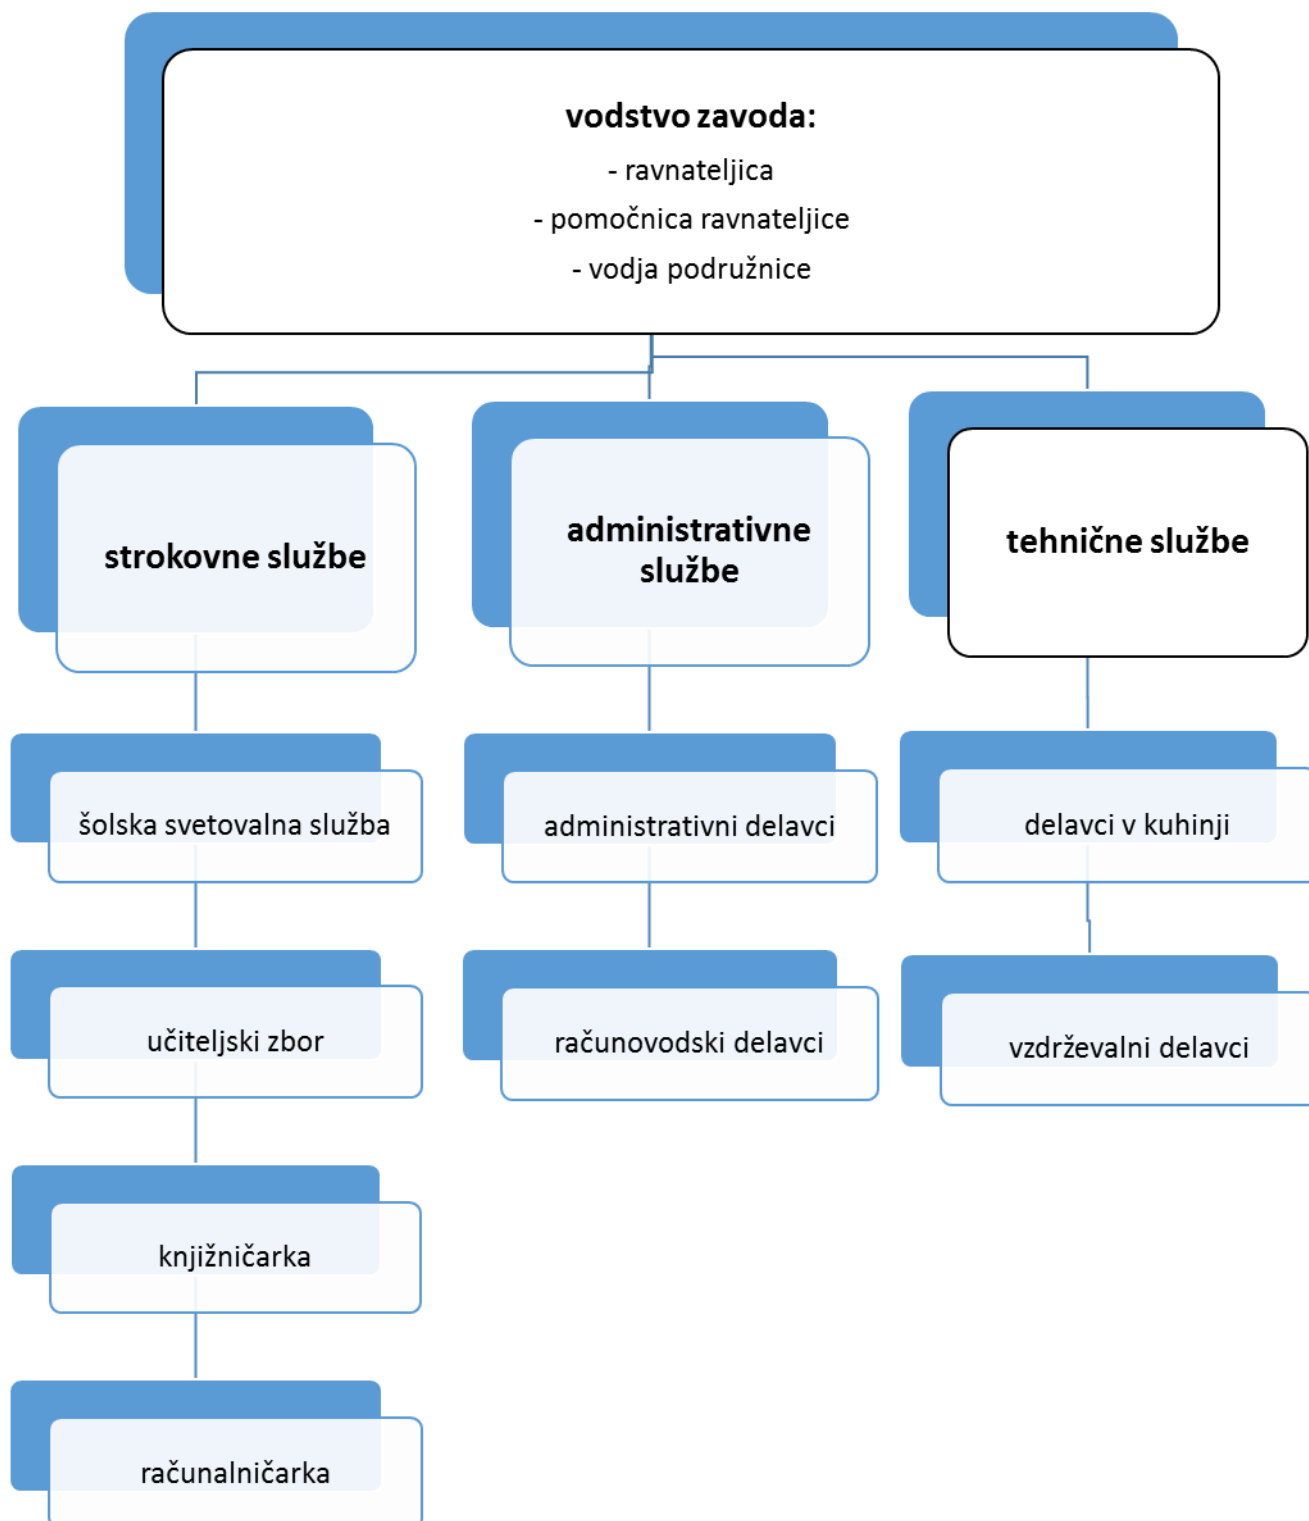 vodstvo zavoda:
- ravnateljica
- pomočnica ravnateljice
- vodja podružnice
strokovne službe
administrativne
službe
tehnične službe
šolska svetovalna služba
administrativni delavci
delavci v kuhinji
učiteljski zbor
računovodski delavci
vzdrževalni delavci
knjižničarka
računalničarka